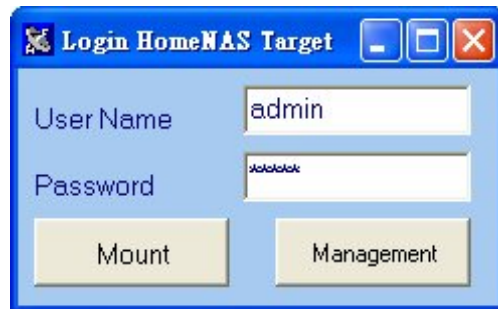 Login HomeNAS Target
User Name admin
Password *****
Mount Management